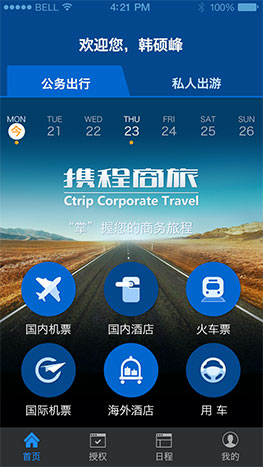 BELL 4:21 PM 100%
欢迎您，韩硕峰
公务出行 私人出游
MON TUE WED THU FRI SAT SUN
今 21 22 23 24 25 26
携程商旅
Ctrip Corporate Travel
“掌”握您的商务旅程
国内机票 国内酒店 火车票
国际机票 海外酒店 用 车
首页 授权 日程 我的